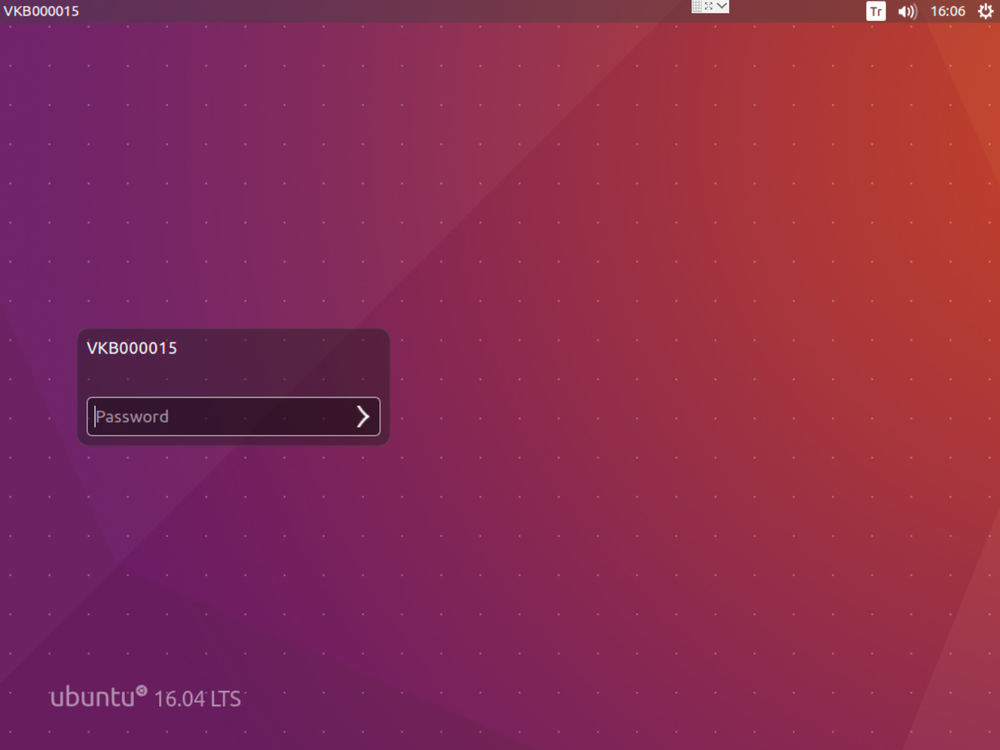 VKB000015
Tr
16:06
VKB000015
Password
ubuntu 16.04 LTS